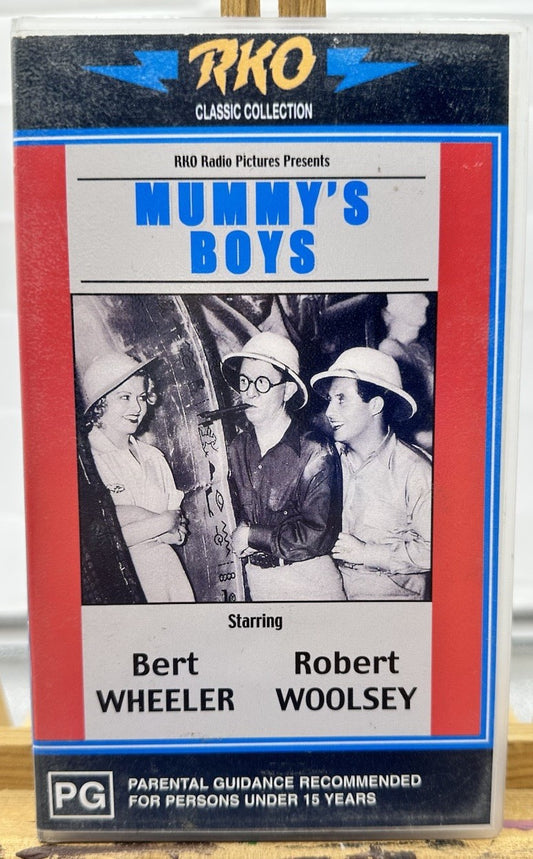 RKO
CLASSIC COLLECTION
RKO Radio Pictures Presents
MUMMY'S
BOYS
Starring
Bert Robert
WHEELER WOOLSEY
PG PARENTAL GUIDANCE RECOMMENDED
FOR PERSONS UNDER 15 YEARS